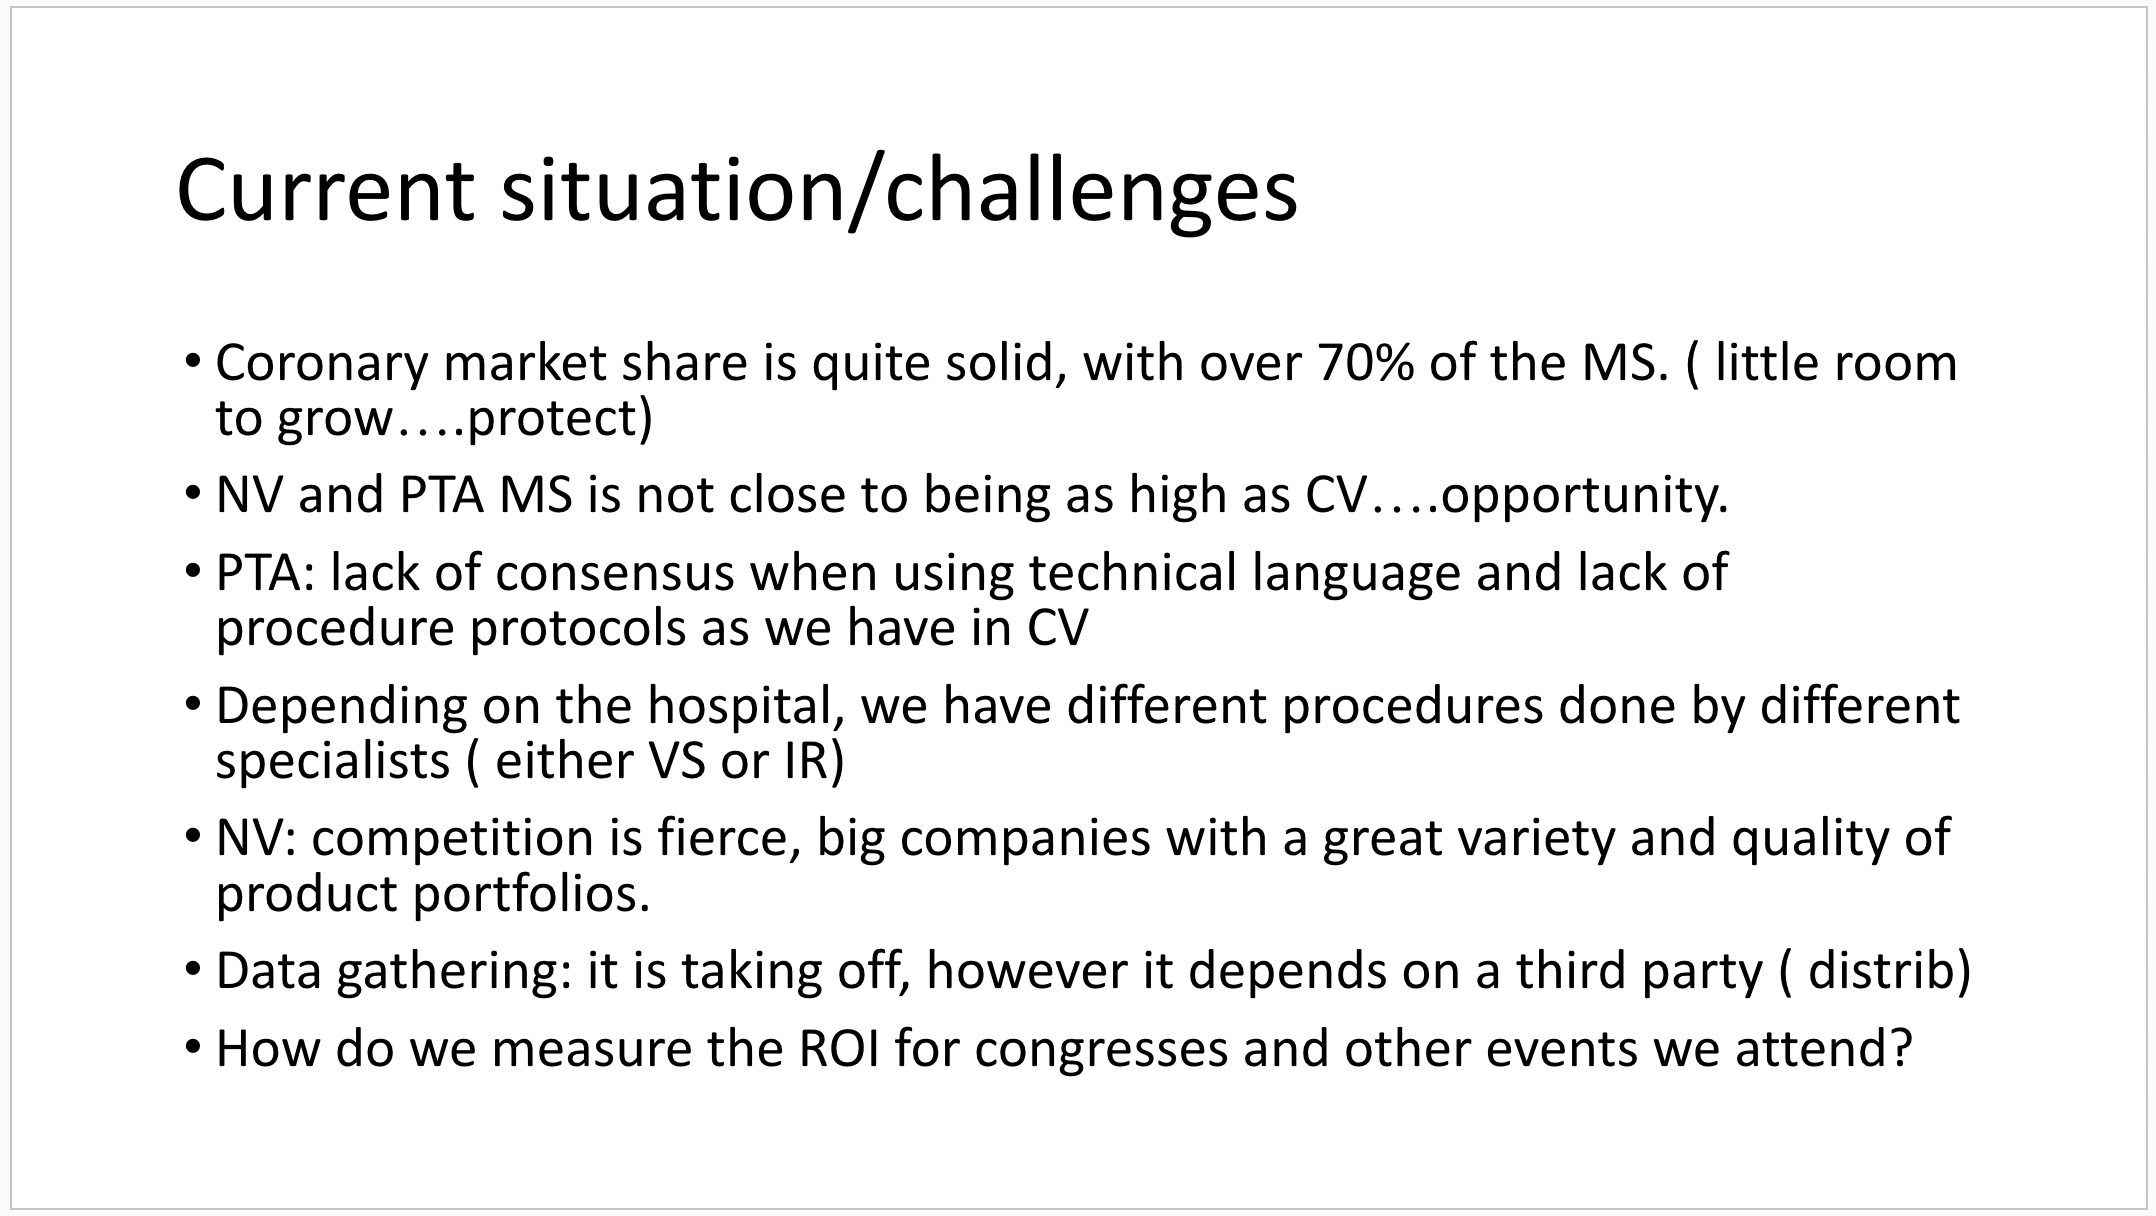 Current situation/challenges
• Coronary market share is quite solid, with over 70% of the MS. ( little room
to grow….protect)
• NV and PTA MS is not close to being as high as CV….opportunity.
• PTA: lack of consensus when using technical language and lack of
procedure protocols as we have in CV
• Depending on the hospital, we have different procedures done by different
specialists ( either VS or IR)
• NV: competition is fierce, big companies with a great variety and quality of
product portfolios.
• Data gathering: it is taking off, however it depends on a third party ( distrib)
• How do we measure the ROI for congresses and other events we attend?